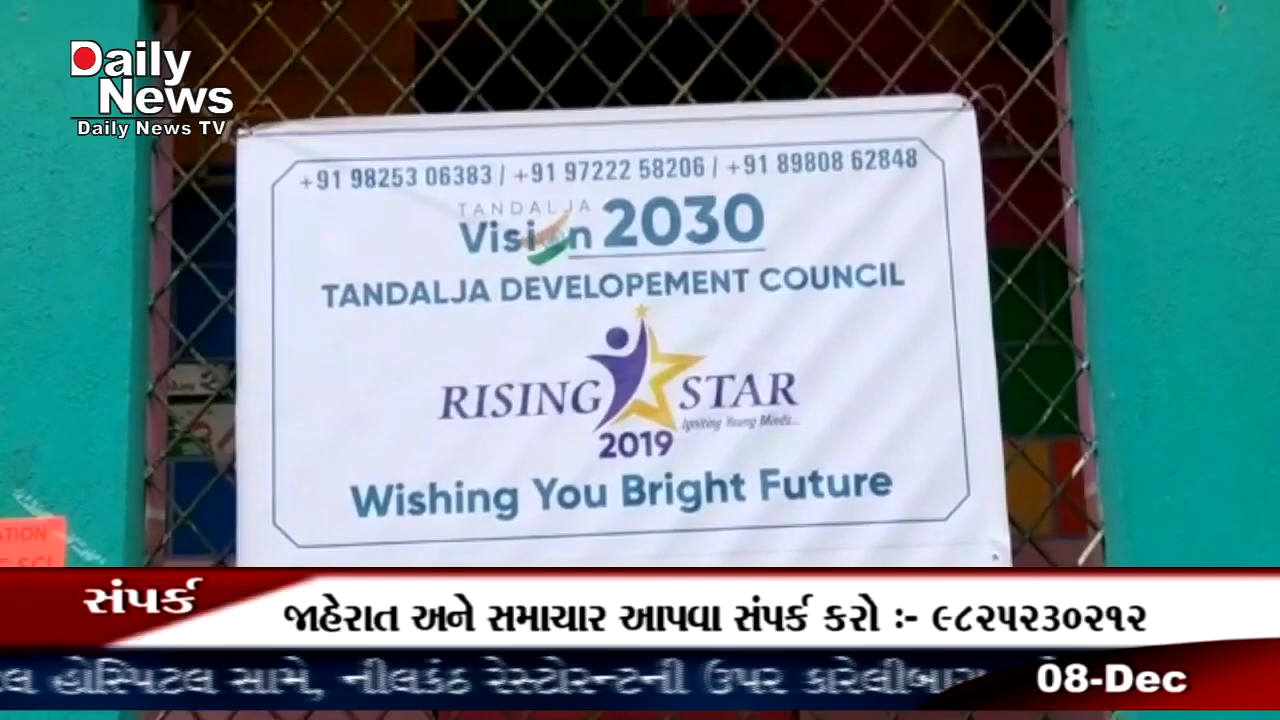 Daily
News
Daily News TV
+91 98253 06383 / +91 97222 58206 / +91 89808 62848
TANDALJA
Vision 2030
TANDALJA DEVELOPEMENT COUNCIL
RISING STAR
Igniting Young Minds...
2019
Wishing You Bright Future
ATION
સંપર્ક
જાહેરાત અને સમાચાર આપવા સંપર્ક કરો :- ૯૮૨૫૨૩૦૨૧૨
હોસ્પિટલ સામે, નીલકંઠ રેસ્ટોરન્ટની ઉપર કારેલીબાગ
08-Dec